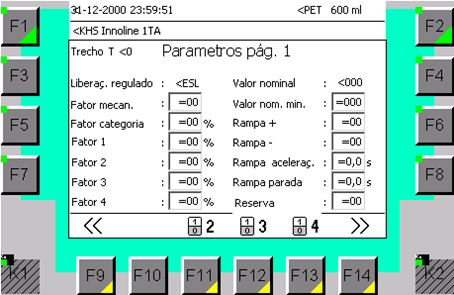 31-12-2000 23:59:51 <PET 600 ml
<KHS Innoline 1TA
Trecho T <0 Parametros pág. 1
Liberaç. regulado : <ESL Valor nominal : <000
Fator mecan. : =00 Valor nom. min. : =000
Fator categoria : =00 % Rampa + : =00
Fator 1 : =00 % Rampa - : =00
Fator 2 : =00 % Rampa aceleraç. : =0,0 s
Fator 3 : =00 % Rampa parada : =0,0 s
Fator 4 : =00 % Reserva : =00
<< 1 0 2 1 0 3 1 0 4 >>
F1 F2
F3 F4
F5 F6
F7 F8
K1 F9 F10 F11 F12 F13 F14 K2